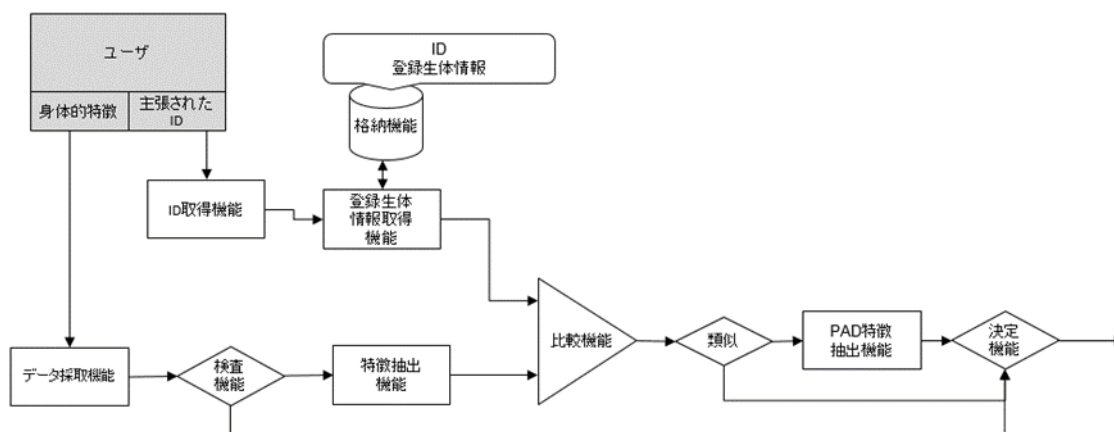 ユーザ
身体的特徴
主張された
ID
ID
登録生体情報
格納機能
ID取得機能
登録生体
情報取得
機能
データ採取機能
検査
機能
特徴抽出
機能
比較機能
類似
PAD特徴
抽出機能
決定
機能